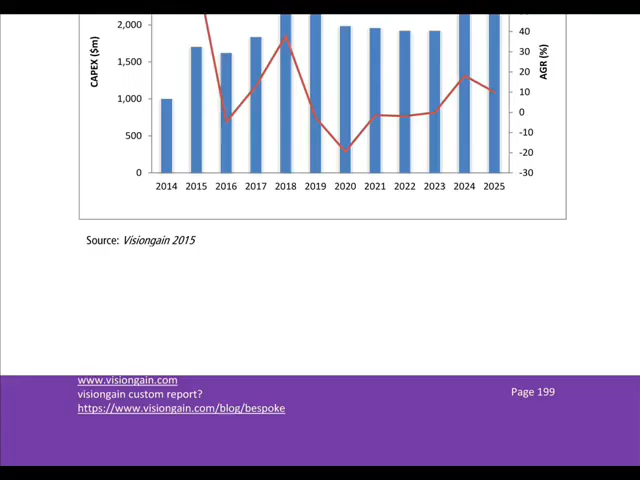 2,000
1,500
1,000
500
0
CAPEX ($m)
40
30
20
10
0
-10
-20
-30
AGR (%)
2014 2015 2016 2017 2018 2019 2020 2021 2022 2023 2024 2025
Source: Visiongain 2015
www.visiongain.com
visiongain custom report?
https://www.visiongain.com/blog/bespoke
Page 199